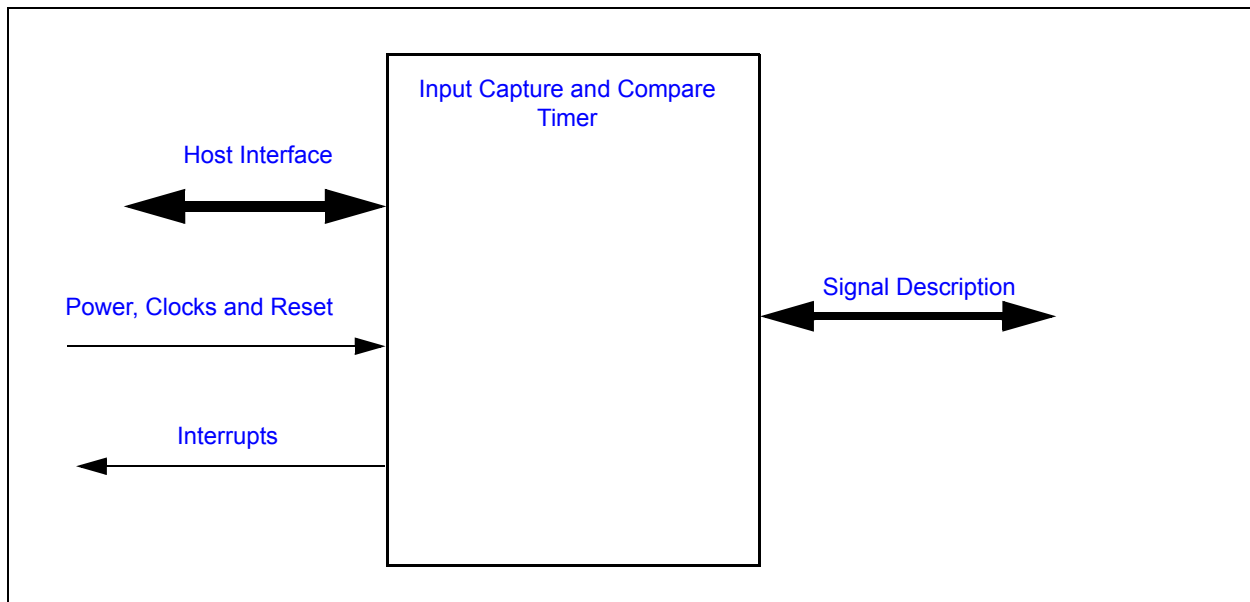 Input Capture and Compare
Timer
Host Interface
Power, Clocks and Reset
Signal Description
Interrupts